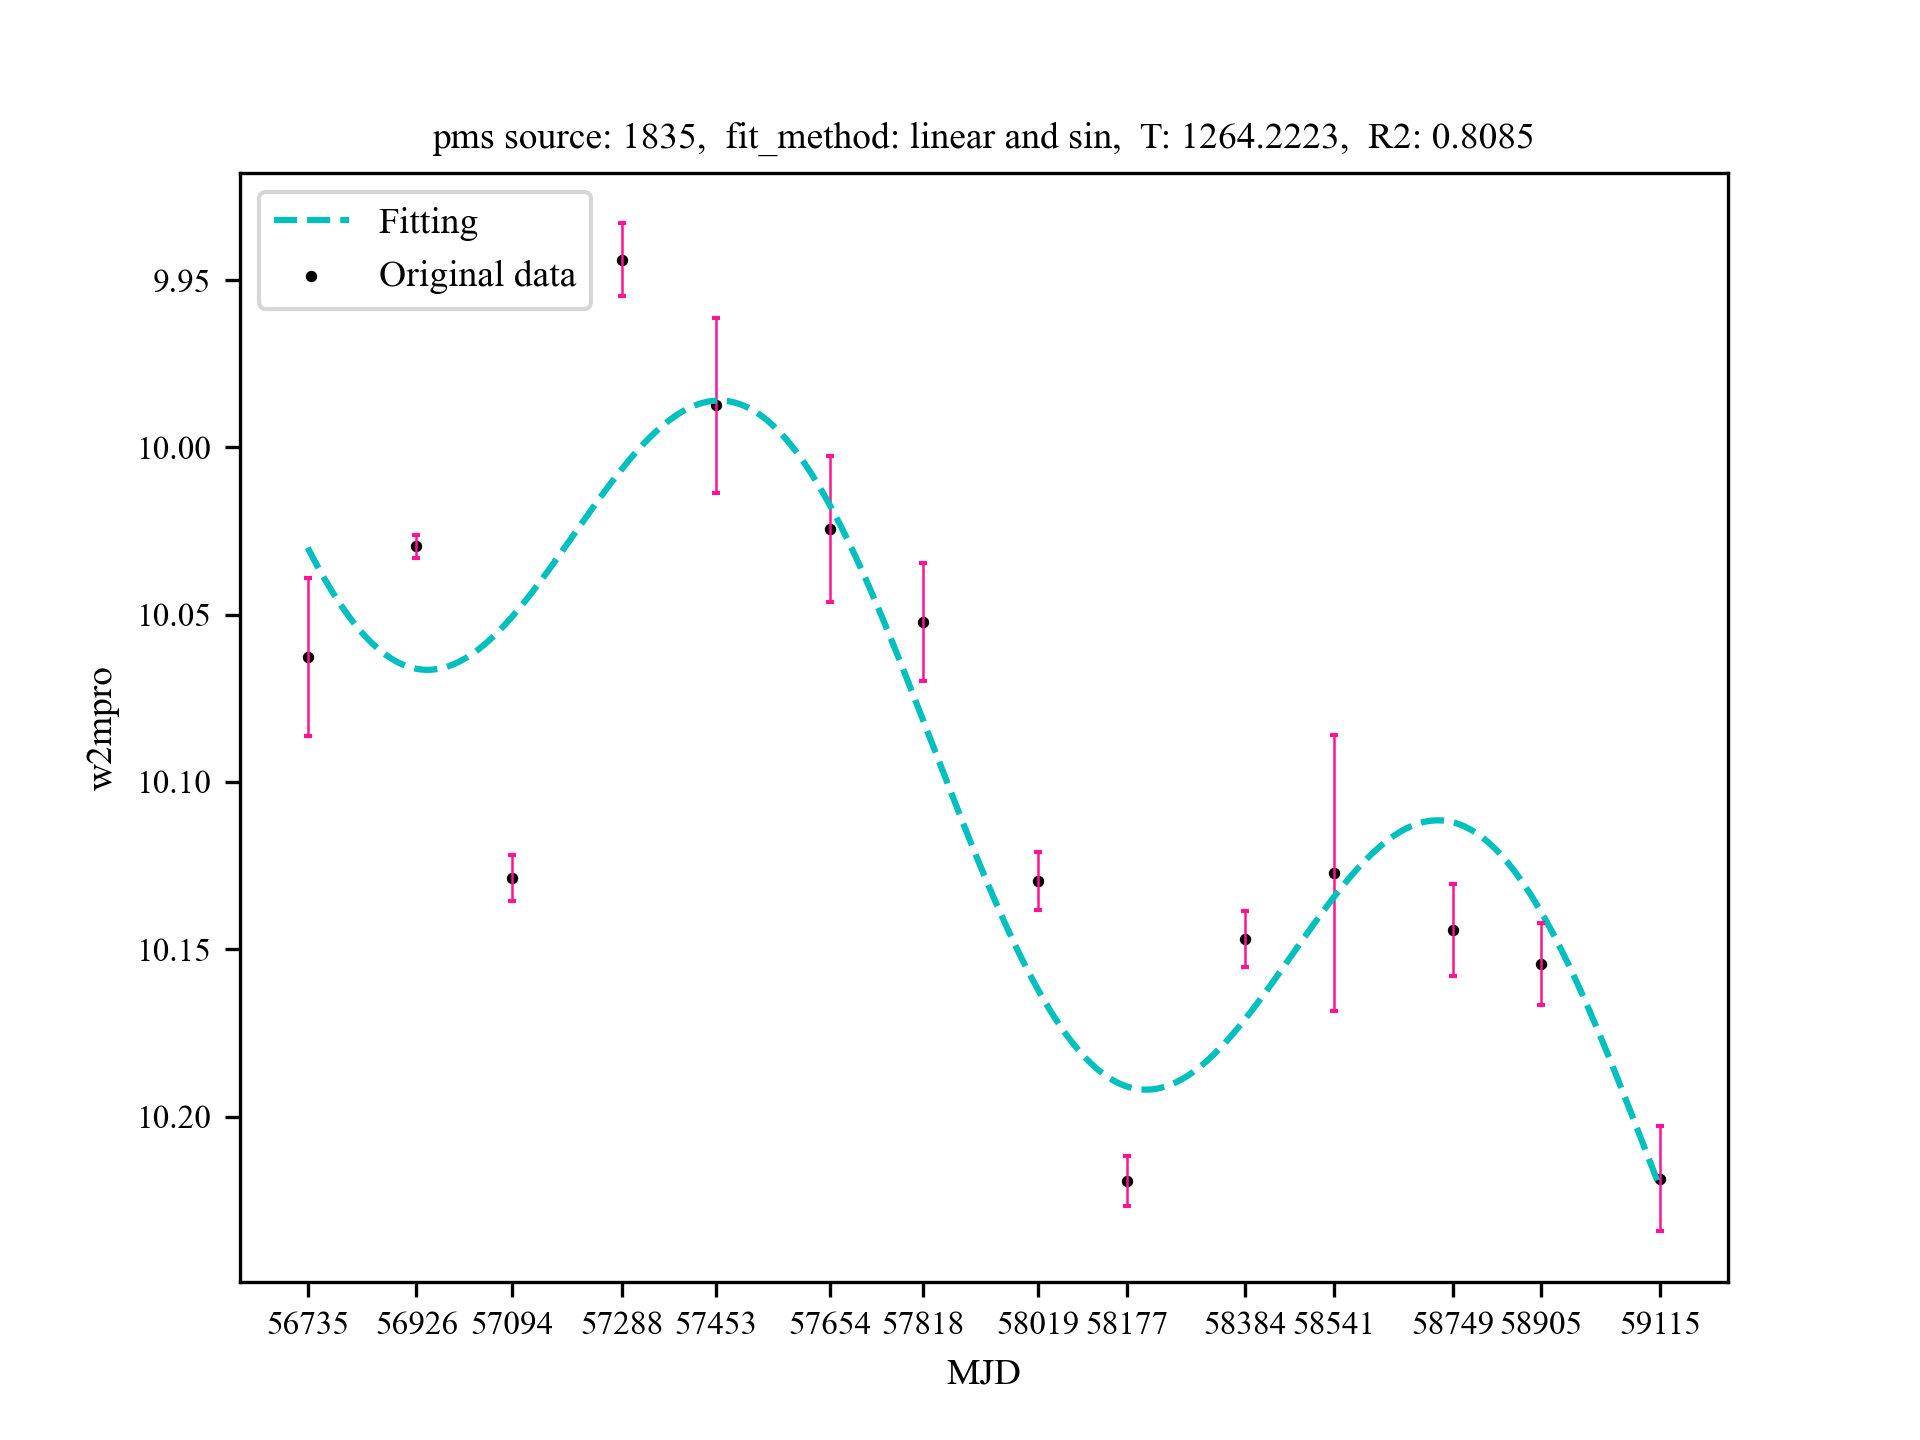 pms source: 1835, fit_method: linear and sin, T: 1264.2223, R2: 0.8085
Fitting
Original data
9.95
10.00
10.05
10.10
10.15
10.20
w2mpro
56735 56926 57094 57288 57453 57654 57818 58019 58177 58384 58541 58749 58905 59115
MJD